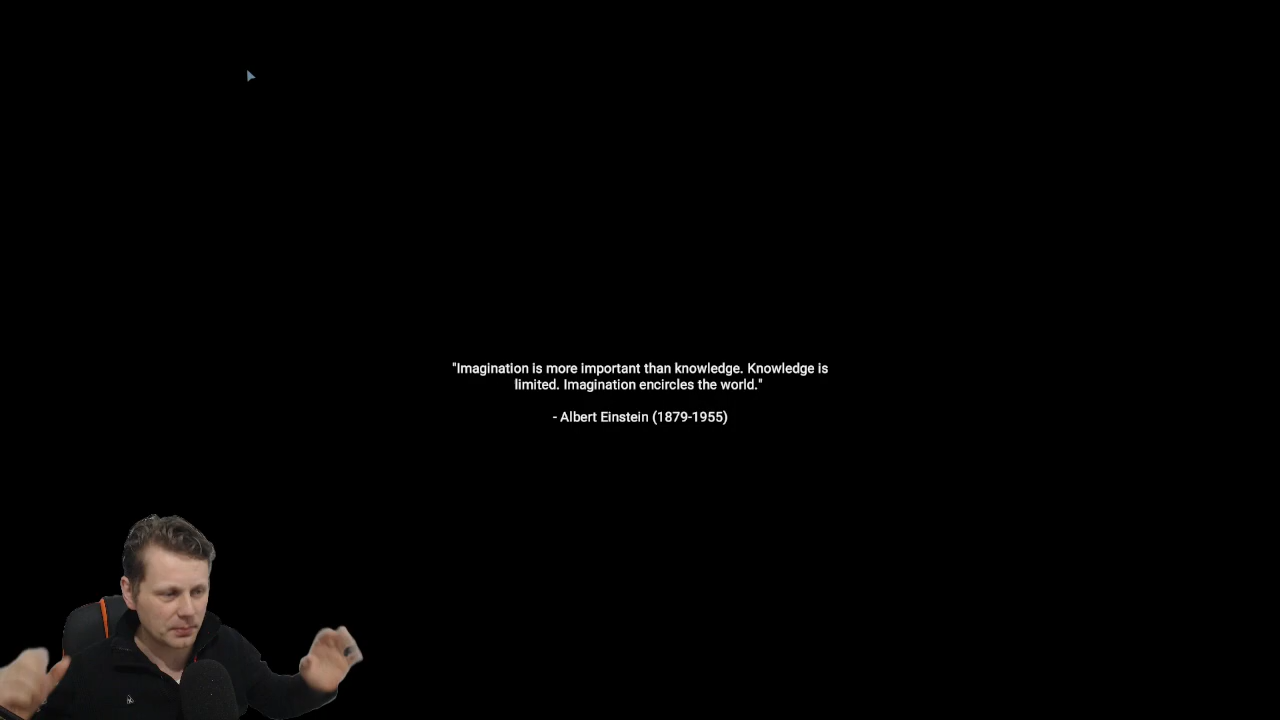 "Imagination is more important than knowledge. Knowledge is
limited. Imagination encircles the world."
- Albert Einstein (1879-1955)